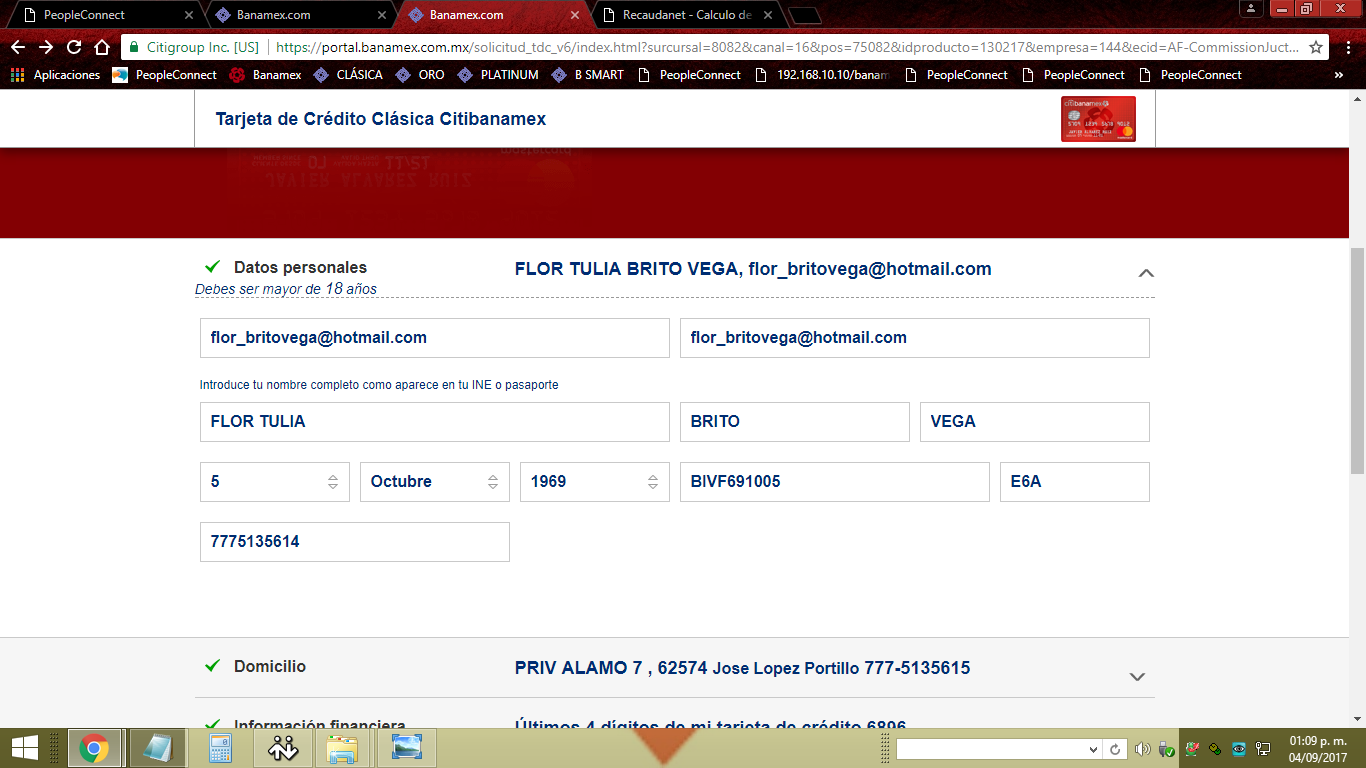 PeopleConnect
Banamex.com
Banamex.com
Recaudanet - Calculo de
Citigroup Inc. [US]
https://portal.banamex.com.mx/solicitud_tdc_v6/index.html?surcursal=8082&canal=16&pos=75082&idproducto=130217&empresa=144&ecid=AF-CommissionJuct...
Aplicaciones
PeopleConnect
Banamex
CLÁSICA
ORO
PLATINUM
B SMART
PeopleConnect
192.168.10.10/banam
PeopleConnect
PeopleConnect
PeopleConnect
»
Tarjeta de Crédito Clásica Citibanamex
citibanamex
mastercard
JAVIER ALVAREZ RUIZ
Datos personales
FLOR TULIA BRITO VEGA, flor_britovega@hotmail.com
Debes ser mayor de 18 años
flor_britovega@hotmail.com
flor_britovega@hotmail.com
Introduce tu nombre completo como aparece en tu INE o pasaporte
FLOR TULIA
BRITO
VEGA
5
Octubre
1969
BIVF691005
E6A
7775135614
Domicilio
PRIV ALAMO 7 , 62574 Jose Lopez Portillo 777-5135615
Información financiera
Últimos 4 dígitos de mi tarjeta de crédito 6896
01:09 p. m.
04/09/2017